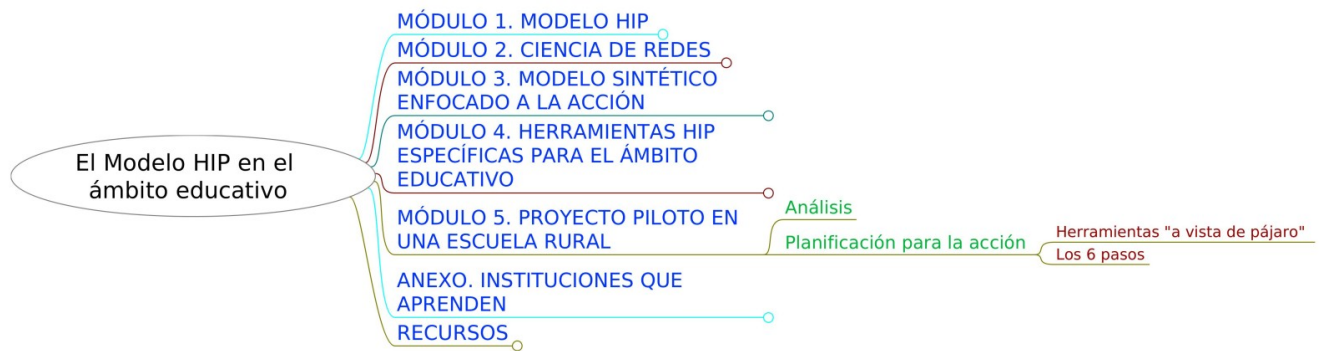 El Modelo HIP en el
ámbito educativo
MÓDULO 1. MODELO HIP
MÓDULO 2. CIENCIA DE REDES
MÓDULO 3. MODELO SINTÉTICO
ENFOCADO A LA ACCIÓN
MÓDULO 4. HERRAMIENTAS HIP
ESPECÍFICAS PARA EL ÁMBITO
EDUCATIVO
MÓDULO 5. PROYECTO PILOTO EN
UNA ESCUELA RURAL
Análisis
Planificación para la acción
Herramientas "a vista de pájaro"
Los 6 pasos
ANEXO. INSTITUCIONES QUE
APRENDEN
RECURSOS